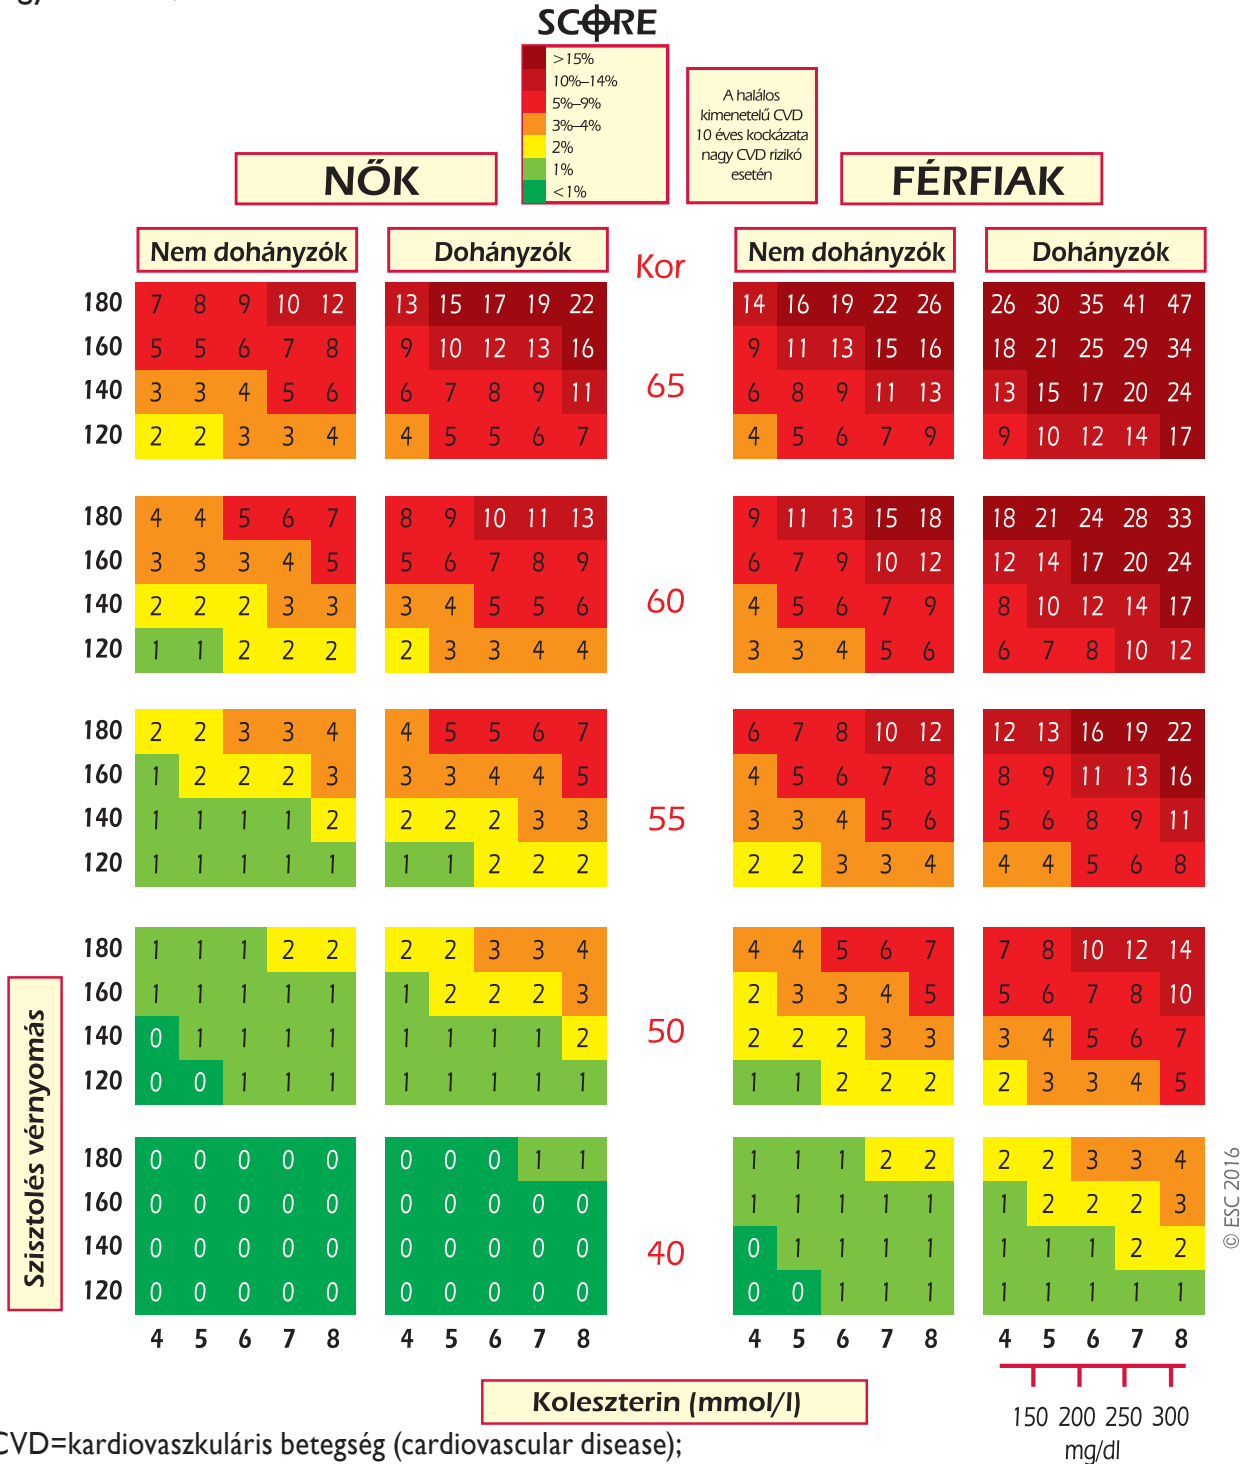 SCORE
>15%
10%–14%
5%–9%
3%–4%
2%
1%
<1%
A halálos
kimenetelű CVD
10 éves kockázata
nagy CVD rizikó
esetén
NŐK
FÉRFIAK
Nem dohányzók Dohányzók Kor Nem dohányzók Dohányzók
180 7 8 9 10 12 13 15 17 19 22 14 16 19 22 26 26 30 35 41 47
160 5 5 6 7 8 9 10 12 13 16 9 11 13 15 16 18 21 25 29 34
65
140 3 3 4 5 6 6 7 8 9 11 6 8 9 11 13 13 15 17 20 24
120 2 2 3 3 4 4 5 5 6 7 4 5 6 7 9 9 10 12 14 17
180 4 4 5 6 7 8 9 10 11 13 9 11 13 15 18 18 21 24 28 33
160 3 3 3 4 5 5 6 7 8 9 6 7 9 10 12 12 14 17 20 24
60
140 2 2 2 3 3 3 4 5 5 6 4 5 6 7 9 8 10 12 14 17
120 1 1 2 2 2 2 3 3 4 4 3 3 4 5 6 6 7 8 10 12
180 2 2 3 3 4 4 5 5 6 7 6 7 8 10 12 12 13 16 19 22
160 1 2 2 2 3 3 3 4 4 5 4 5 6 7 8 8 9 11 13 16
55
140 1 1 1 1 2 2 2 2 3 3 3 3 4 5 6 5 6 8 9 11
120 1 1 1 1 1 1 1 2 2 2 2 2 3 3 4 4 4 5 6 8
180 1 1 1 2 2 2 2 3 3 4 4 4 5 6 7 7 8 10 12 14
160 1 1 1 1 1 1 2 2 2 3 2 3 3 4 5 5 6 7 8 10
50
140 0 1 1 1 1 1 1 1 1 2 2 2 2 3 3 3 4 5 6 7
120 0 0 1 1 1 1 1 1 1 1 1 1 2 2 2 2 3 3 4 5
180 0 0 0 0 0 0 0 0 1 1 1 1 1 2 2 2 2 3 3 4
160 0 0 0 0 0 0 0 0 0 0 1 1 1 1 1 1 2 2 2 3
40
140 0 0 0 0 0 0 0 0 0 0 0 1 1 1 1 1 1 1 2 2
120 0 0 0 0 0 0 0 0 0 0 0 0 1 1 1 1 1 1 1 1
4 5 6 7 8 4 5 6 7 8 4 5 6 7 8 4 5 6 7 8
Szisztolés vérnyomás
© ESC 2016
Koleszterin (mmol/l)
150 200 250 300
mg/dl
CVD=kardiovaszkuláris betegség (cardiovascular disease);